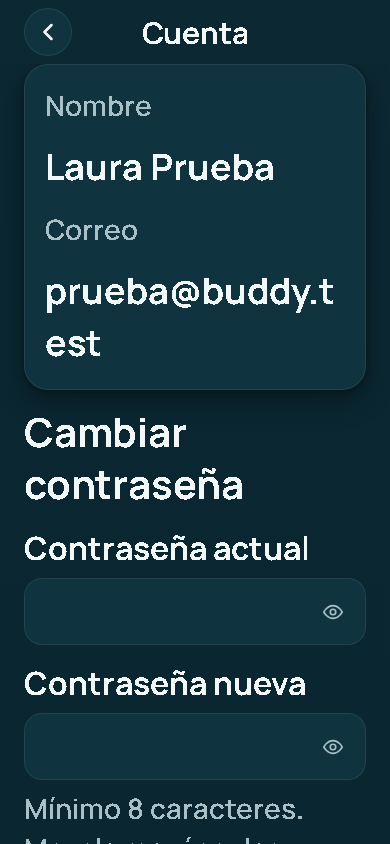 Cuenta
Nombre
Laura Prueba
Correo
prueba@buddy.t
est
Cambiar
contraseña
Contraseña actual
Contraseña nueva
Mínimo 8 caracteres.